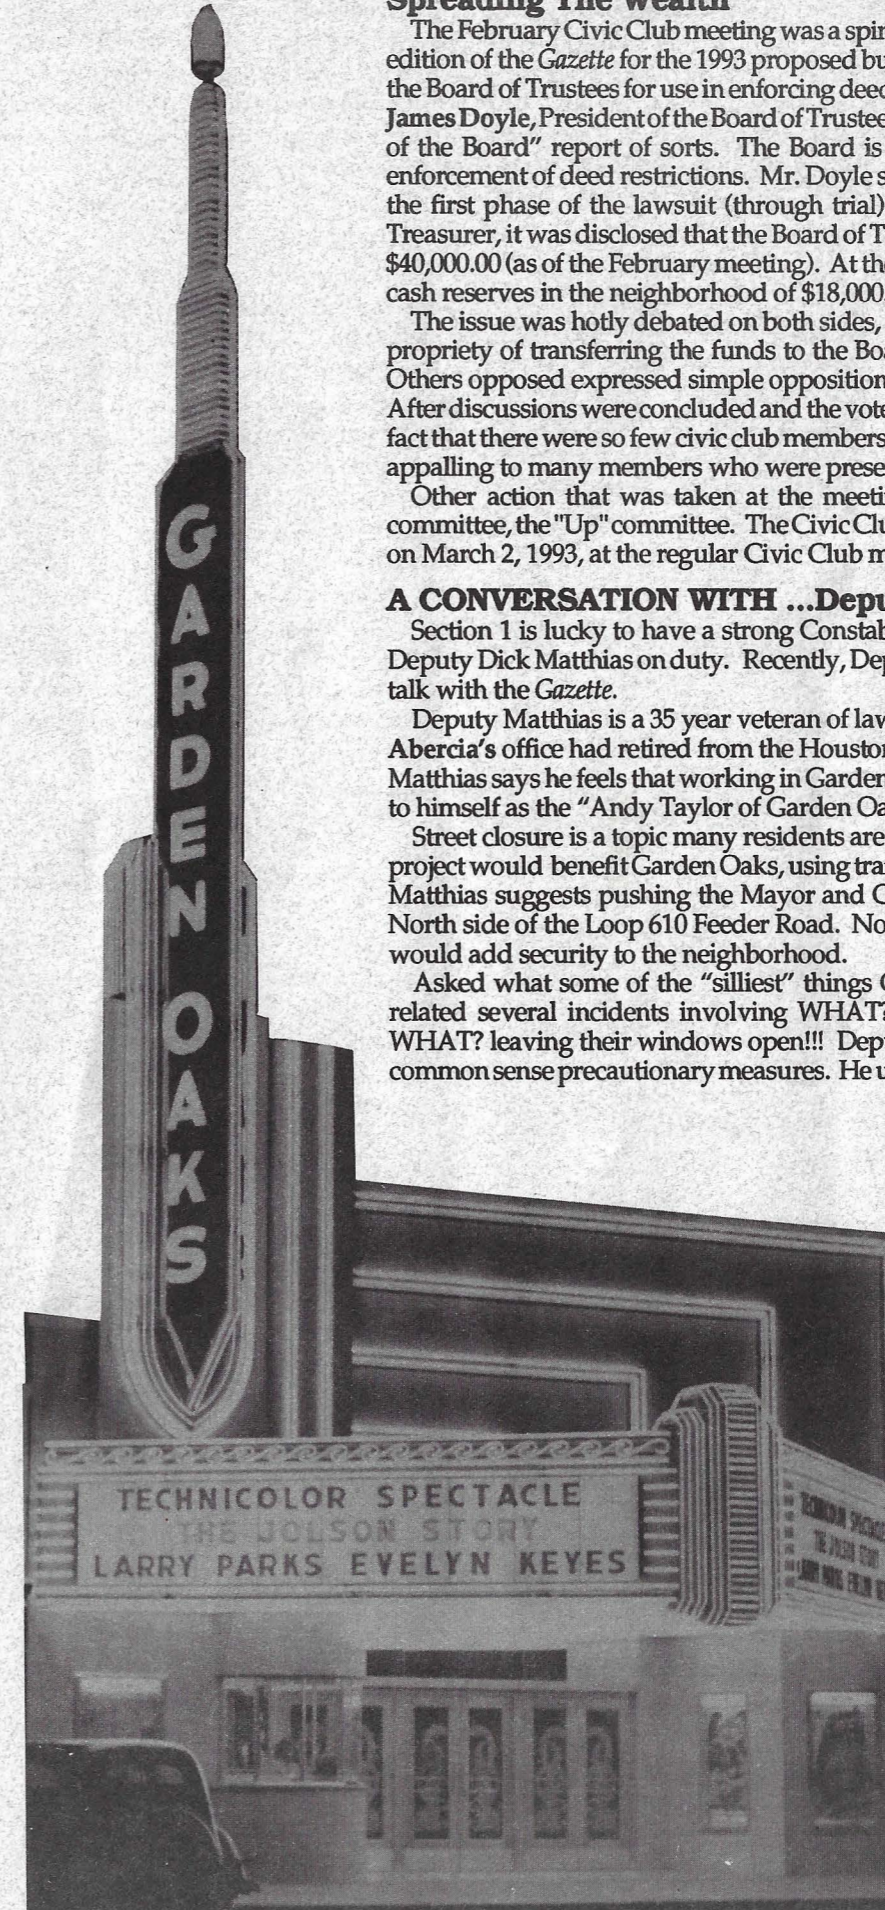 Spreading The Wealth
The February Civic Club meeting was a spir
edition of the Gazette for the 1993 proposed bu
the Board of Trustees for use in enforcing deed
James Doyle, President of the Board of Trustee
of the Board" report of sorts. The Board is
enforcement of deed restrictions. Mr. Doyle s
the first phase of the lawsuit (through trial)
Treasurer, it was disclosed that the Board of T
$40,000.00 (as of the February meeting). At the
cash reserves in the neighborhood of $18,000
The issue was hotly debated on both sides,
propriety of transferring the funds to the Boa
Others opposed expressed simple opposition
After discussions were concluded and the vote
fact that there were so few civic club members
appalling to many members who were prese
Other action that was taken at the meeti
committee, the "Up" committee. The Civic Clu
on March 2, 1993, at the regular Civic Club m
A CONVERSATION WITH ...Depu
Section 1 is lucky to have a strong Constab
Deputy Dick Matthias on duty. Recently, Dep
talk with the Gazette.
Deputy Matthias is a 35 year veteran of law
Abercia's office had retired from the Houston
Matthias says he feels that working in Garden
to himself as the "Andy Taylor of Garden Oa
Street closure is a topic many residents are
project would benefit Garden Oaks, using tra
Matthias suggests pushing the Mayor and C
North side of the Loop 610 Feeder Road. No
would add security to the neighborhood.
Asked what some of the "silliest" things
related several incidents involving WHAT?
WHAT? leaving their windows open!!! Dep
common sense precautionary measures. He u
GARDEN OAKS
TECHNICOLOR SPECTACLE
THE JOLSON STORY
LARRY PARKS EVELYN KEYES
TECHNICOLOR SPECTACLE
THE JOLSON STORY
LARRY PARKS EVELYN KE